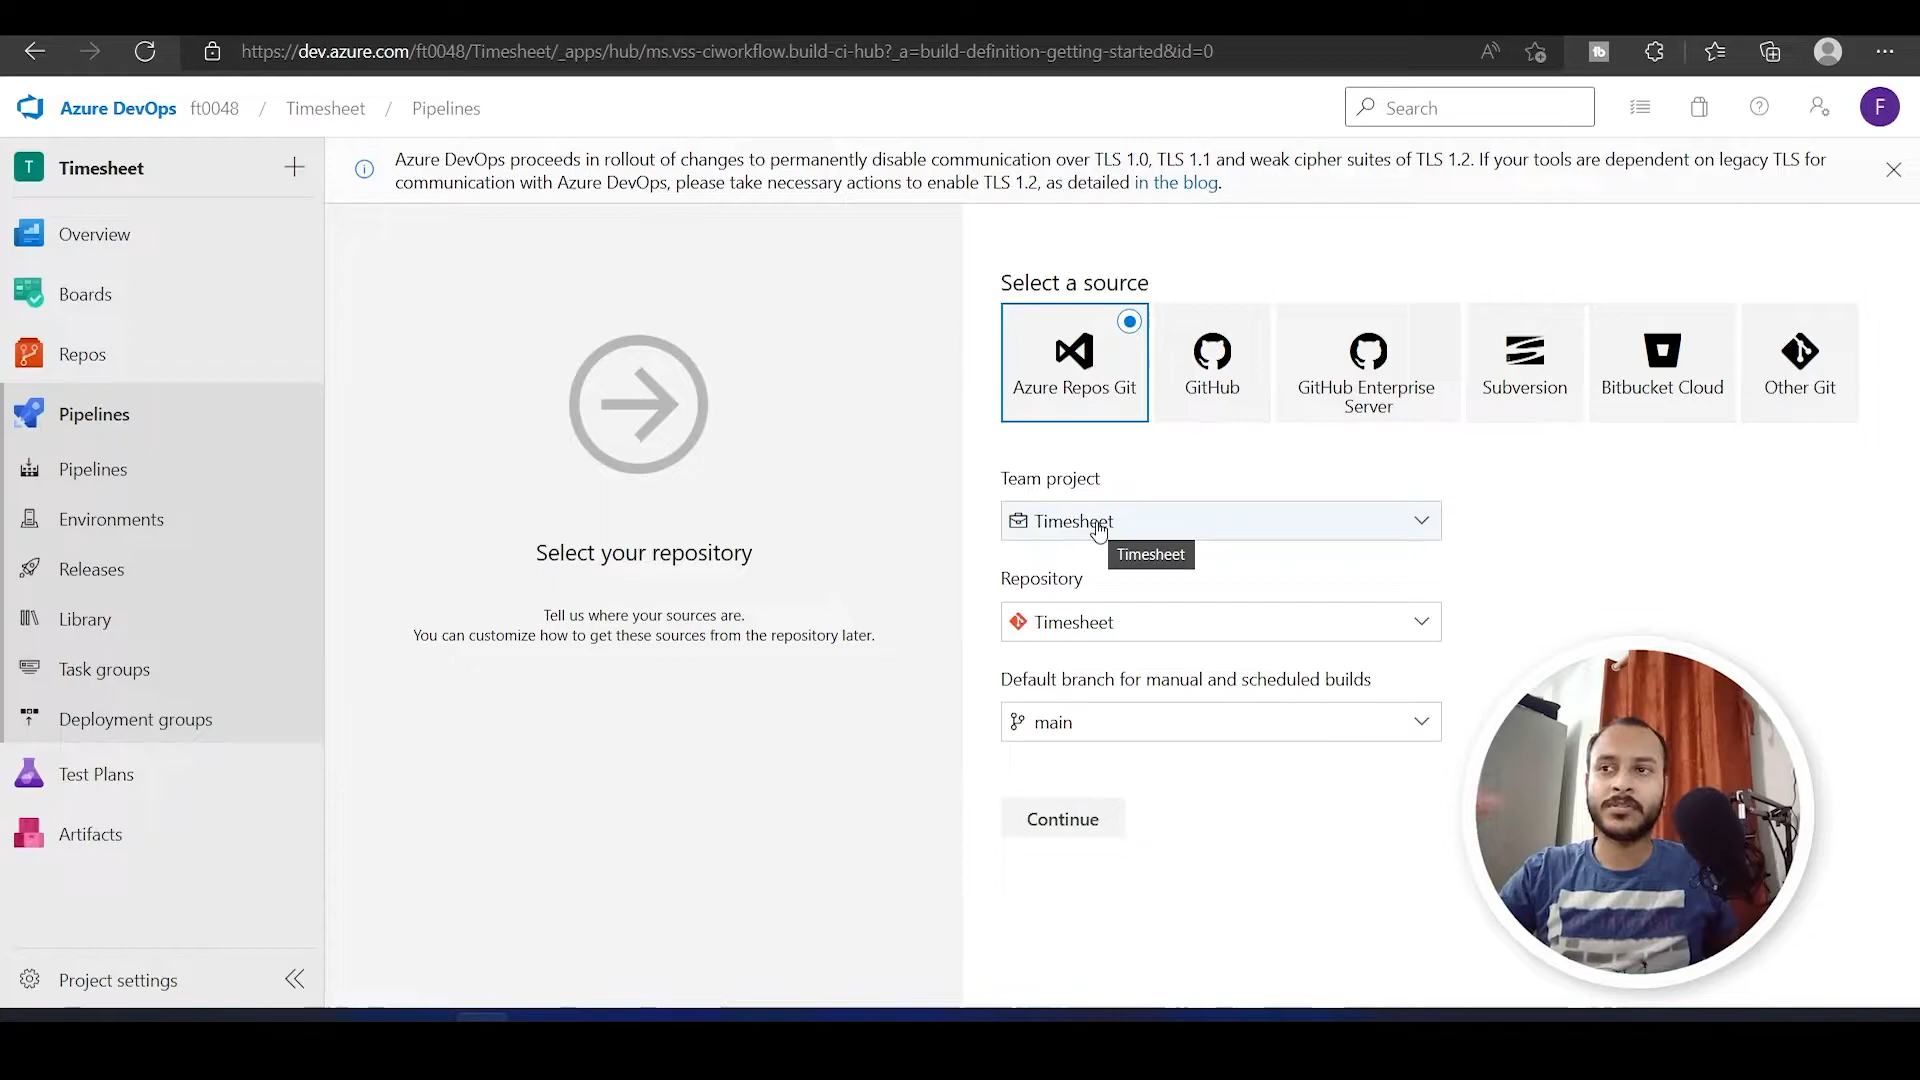 https://dev.azure.com/ft0048/Timesheet/_apps/hub/ms.vss-ciworkflow.build-ci-hub?_a=build-definition-getting-started&id=0
Azure DevOps ft0048 / Timesheet / Pipelines
Search
F
T Timesheet
Azure DevOps proceeds in rollout of changes to permanently disable communication over TLS 1.0, TLS 1.1 and weak cipher suites of TLS 1.2. If your tools are dependent on legacy TLS for
communication with Azure DevOps, please take necessary actions to enable TLS 1.2, as detailed in the blog.
Overview
Boards
Repos
Pipelines
Pipelines
Environments
Releases
Library
Task groups
Deployment groups
Test Plans
Artifacts
Project settings
Select your repository
Tell us where your sources are.
You can customize how to get these sources from the repository later.
Select a source
Azure Repos Git
GitHub
GitHub Enterprise
Server
Subversion
Bitbucket Cloud
Other Git
Team project
Timesheet
Timesheet
Repository
Timesheet
Default branch for manual and scheduled builds
main
Continue